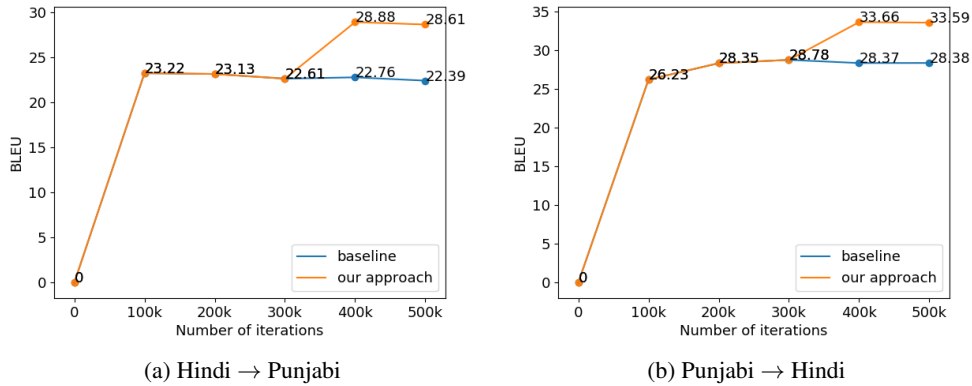 30
25
20
15
10
5
0
BLEU
0
23.22
23.13
22.61
28.88
28.61
22.76
22.39
baseline
our approach
0 100k 200k 300k 400k 500k
Number of iterations
(a) Hindi → Punjabi
35
30
25
20
15
10
5
0
BLEU
0
26.23
28.35
28.78
33.66
33.59
28.37
28.38
baseline
our approach
0 100k 200k 300k 400k 500k
Number of iterations
(b) Punjabi → Hindi